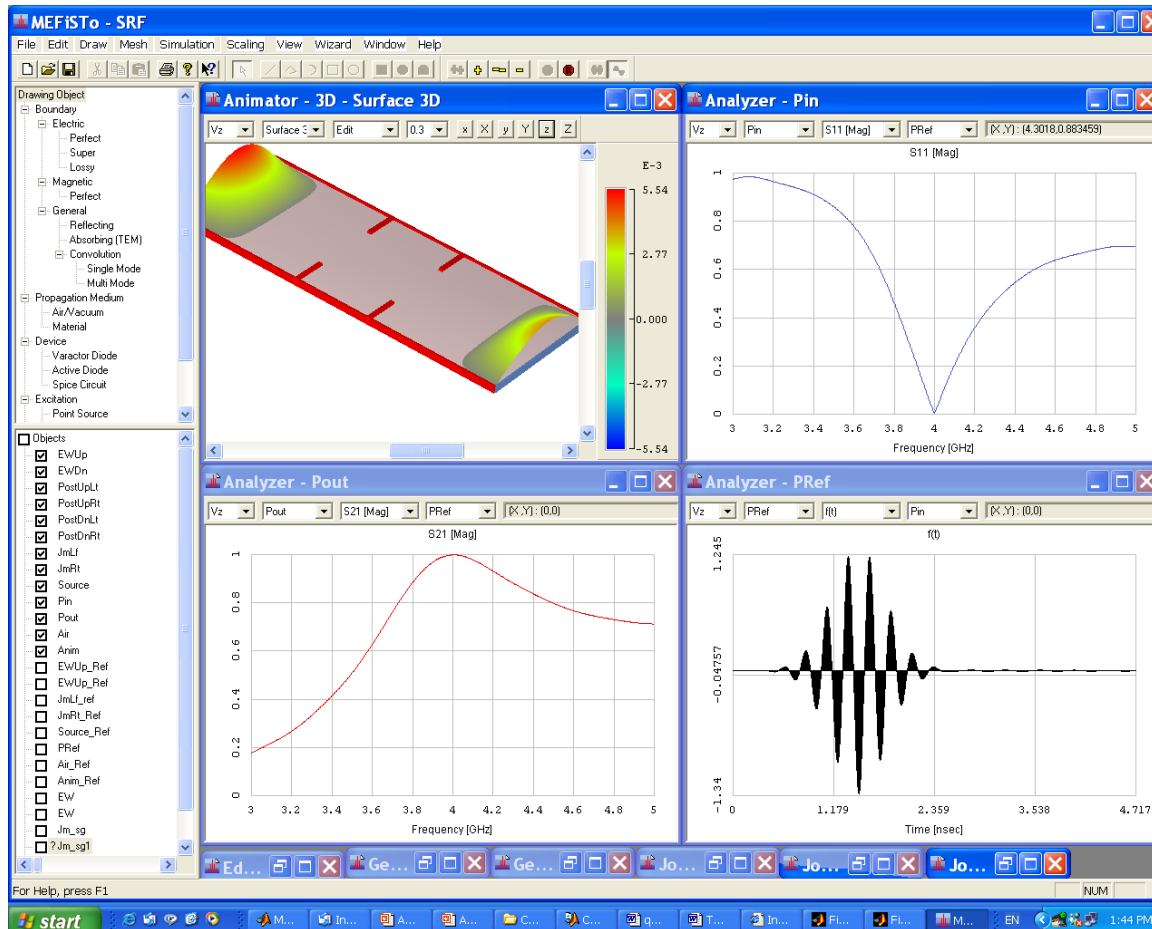 MEFiSTo - SRF
File Edit Draw Mesh Simulation Scaling View Wizard Window Help
Drawing Object
Boundary
Electric
Perfect
Super
Lossy
Magnetic
Perfect
General
Reflecting
Absorbing (TEM)
Convolution
Single Mode
Multi Mode
Propagation Medium
Air/Vacuum
Material
Device
Varactor Diode
Active Diode
Spice Circuit
Excitation
Point Source
Objects
EWUp
EWDn
PostUpLt
PostUpRt
PostDnLt
PostDnRt
JmLf
JmRt
Source
Pin
Pout
Air
Anim
EWUp_Ref
EWUp_Ref
JmLf_ref
JmRt_Ref
Source_Ref
PRef
Air_Ref
Anim_Ref
EW
EW
Jm_sg
? Jm_sg1
Animator - 3D - Surface 3D
Vz Surface 3 Edit 0.3 x X y Y z Z
E-3
5.54
2.77
0.000
-2.77
-5.54
Analyzer - Pin
Vz Pin S11 [Mag] PRef (X ,Y) : (4.3018,0.883459)
S11 [Mag]
1
0.8
0.6
0.4
0.2
0
3 3.2 3.4 3.6 3.8 4 4.2 4.4 4.6 4.8 5
Frequency [GHz]
Analyzer - Pout
Vz Pout S21 [Mag] PRef (X ,Y) : (0,0)
S21 [Mag]
1
0.8
0.6
0.4
0.2
0
3 3.2 3.4 3.6 3.8 4 4.2 4.4 4.6 4.8 5
Frequency [GHz]
Analyzer - PRef
Vz PRef f(t) Pin (X ,Y) : (0,0)
f(t)
1.245
-0.04757
-1.34
0 1.179 2.359 3.538 4.717
Time [nsec]
Ed... Ge... Ge... Jo... Jo... Jo...
For Help, press F1
NUM
start M... In... A... A... C... C... q... T... In... Fi... Fi... M... EN 1:44 PM